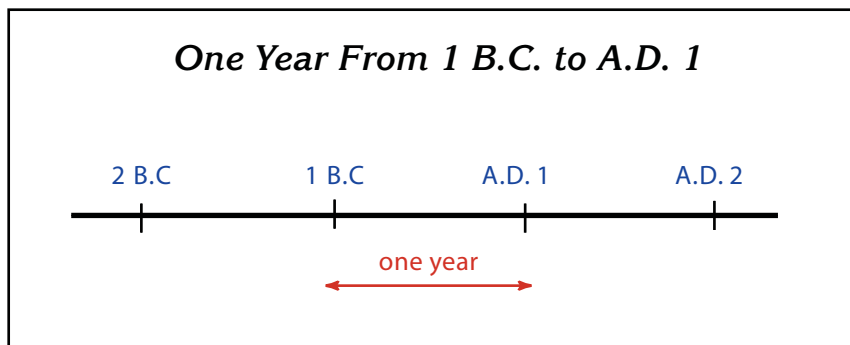 One Year From 1 B.C. to A.D. 1
2 B.C 1 B.C A.D. 1 A.D. 2
one year